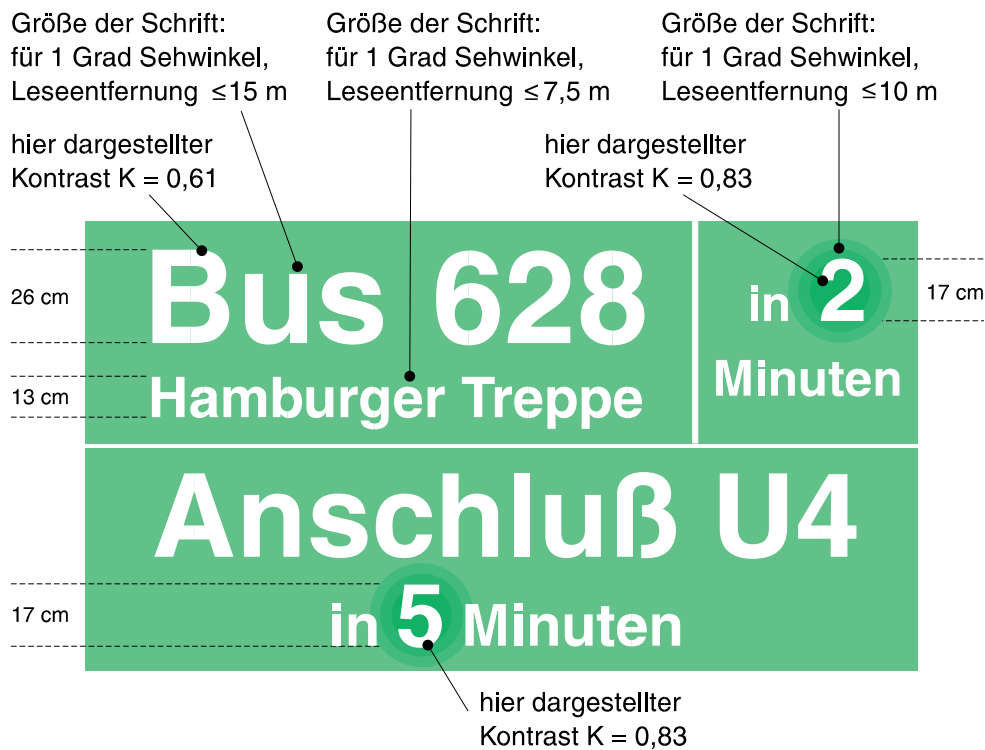 Größe der Schrift:
für 1 Grad Sehwinkel,
Leseentfernung ≤15 m
Größe der Schrift:
für 1 Grad Sehwinkel,
Leseentfernung ≤7,5 m
Größe der Schrift:
für 1 Grad Sehwinkel,
Leseentfernung ≤10 m
hier dargestellter
Kontrast K = 0,61
hier dargestellter
Kontrast K = 0,83
26 cm
Bus 628
13 cm
Hamburger Treppe
in 2
Minuten
17 cm
Anschluß U4
17 cm
in 5 Minuten
hier dargestellter
Kontrast K = 0,83